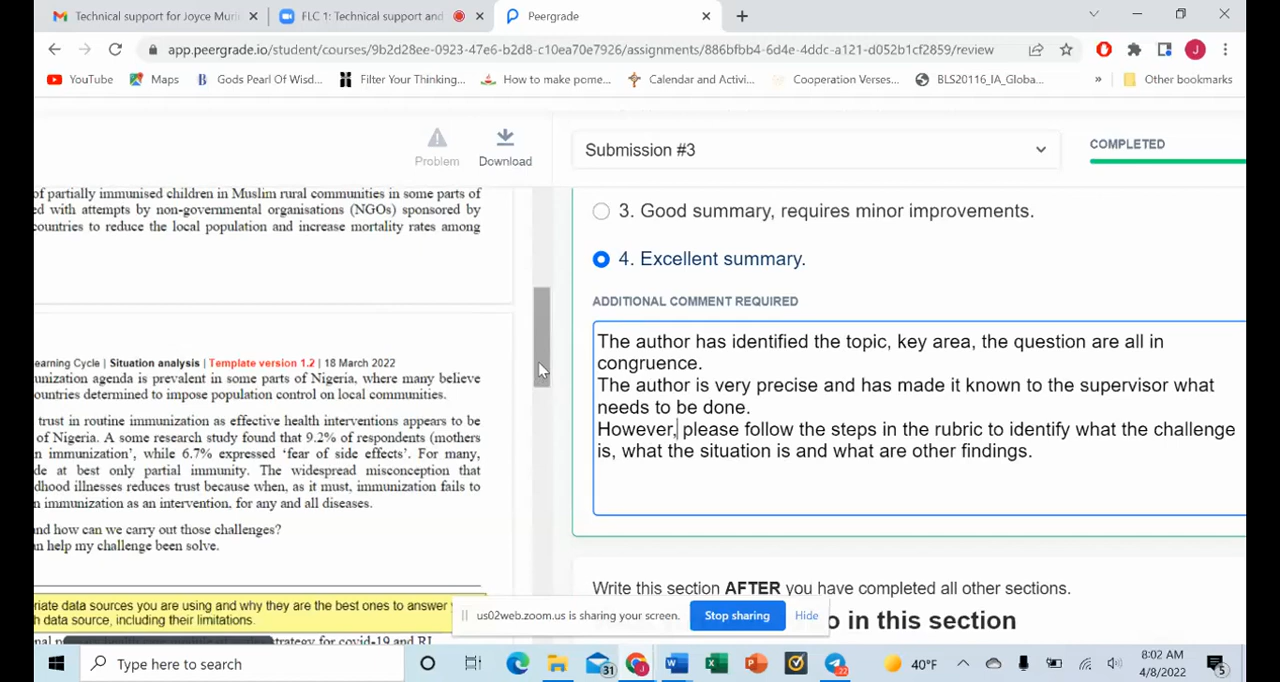 Technical support for Joyce Muri
FLC 1: Technical support and
Peergrade
app.peergrade.io/student/courses/9b2d28ee-0923-47e6-b2d8-c10ea70e7926/assignments/886bfbb4-6d4e-4ddc-a121-d052b1cf2859/review
J
YouTube
Maps
Gods Pearl Of Wisd...
Filter Your Thinking,...
How to make pome...
Calendar and Activi...
Cooperation Verses...
BLS20116_IA_Globa...
»
Other bookmarks
Problem
Download
Submission #3
COMPLETED
of partially immunised children in Muslim rural communities in some parts of
ed with attempts by non-governmental organisations (NGOs) sponsored by
countries to reduce the local population and increase mortality rates among
earning Cycle | Situation analysis | Template version 1.2 | 18 March 2022
unization agenda is prevalent in some parts of Nigeria, where many believe
ountries determined to impose population control on local communities.
trust in routine immunization as effective health interventions appears to be
of Nigeria. A some research study found that 9.2% of respondents (mothers
n immunization', while 6.7% expressed 'fear of side effects'. For many,
de at best only partial immunity. The widespread misconception that
dhood illnesses reduces trust because when, as it must, immunization fails to
n immunization as an intervention, for any and all diseases.
and how can we carry out those challenges?
an help my challenge been solve.
riate data sources you are using and why they are the best ones to answer
h data source, including their limitations.
strategy for covid-19 and RI
3. Good summary, requires minor improvements.
4. Excellent summary.
ADDITIONAL COMMENT REQUIRED
The author has identified the topic, key area, the question are all in
congruence.
The author is very precise and has made it known to the supervisor what
needs to be done.
However, please follow the steps in the rubric to identify what the challenge
is, what the situation is and what are other findings.
Write this section AFTER you have completed all other sections.
o in this section
us02web.zoom.us is sharing your screen.
Stop sharing
Hide
Type here to search
31
22
40°F
8:02 AM
4/8/2022
5